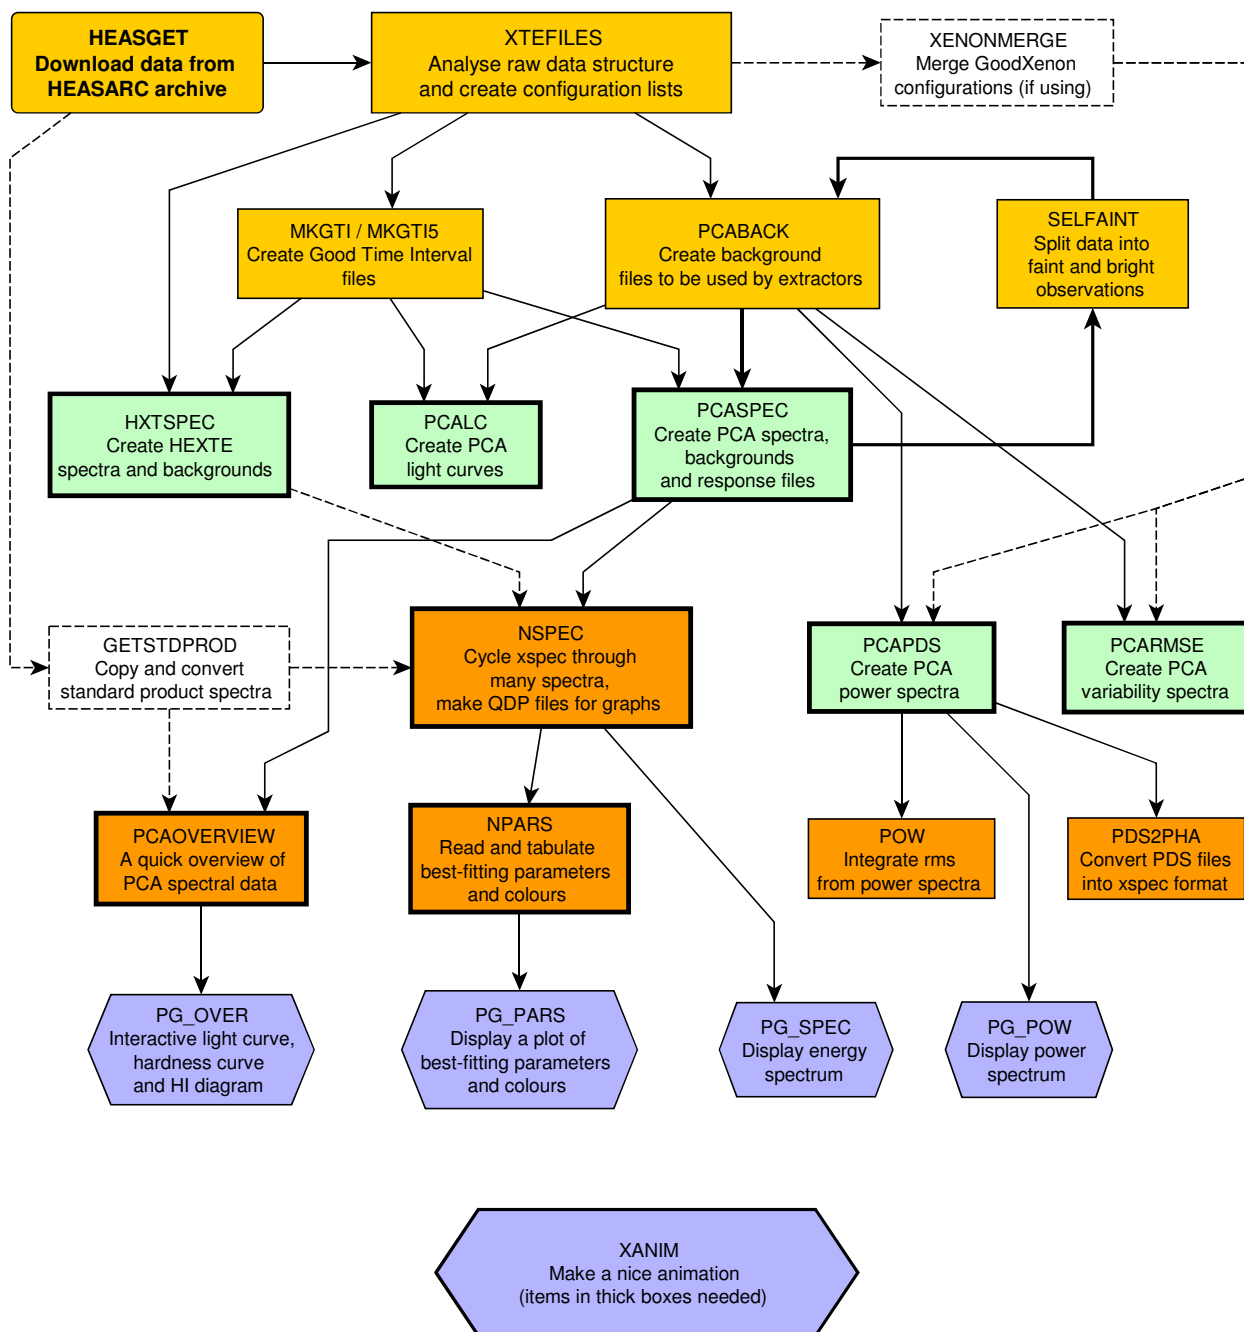 HEASGET
Download data from
HEASARC archive
XTEFILES
Analyse raw data structure
and create configuration lists
XENONMERGE
Merge GoodXenon
configurations (if using)
MKGTI / MKGTI5
Create Good Time Interval
files
PCABACK
Create background
files to be used by extractors
SELFAINT
Split data into
faint and bright
observations
HXTSPEC
Create HEXTE
spectra and backgrounds
PCALC
Create PCA
light curves
PCASPEC
Create PCA spectra,
backgrounds
and response files
GETSTDPROD
Copy and convert
standard product spectra
NSPEC
Cycle xspec through
many spectra,
make QDP files for graphs
PCAPDS
Create PCA
power spectra
PCARMSE
Create PCA
variability spectra
PCAOVERVIEW
A quick overview of
PCA spectral data
NPARS
Read and tabulate
best-fitting parameters
and colours
POW
Integrate rms
from power spectra
PDS2PHA
Convert PDS files
into xspec format
PG_OVER
Interactive light curve,
hardness curve
and HI diagram
PG_PARS
Display a plot of
best-fitting parameters
and colours
PG_SPEC
Display energy
spectrum
PG_POW
Display power
spectrum
XANIM
Make a nice animation
(items in thick boxes needed)